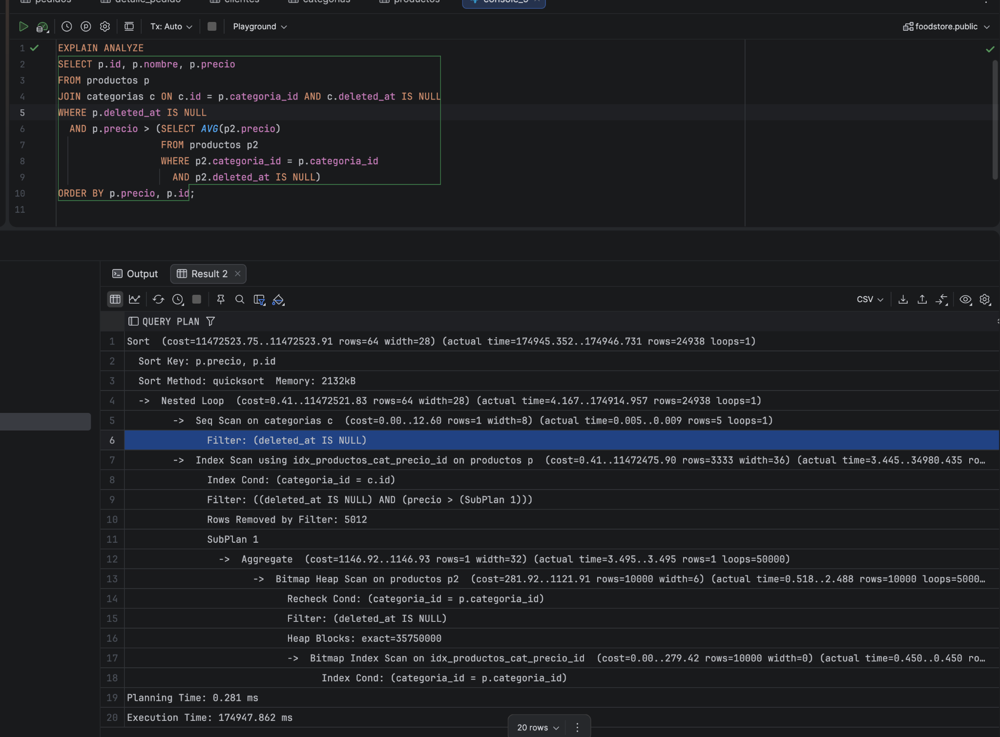 pedidos detalle_pedido clientes categorias productos console_5
Tx: Auto Playground foodstore.public
1 EXPLAIN ANALYZE
2 SELECT p.id, p.nombre, p.precio
3 FROM productos p
4 JOIN categorias c ON c.id = p.categoria_id AND c.deleted_at IS NULL
5 WHERE p.deleted_at IS NULL
6 AND p.precio > (SELECT AVG(p2.precio)
7 FROM productos p2
8 WHERE p2.categoria_id = p.categoria_id
9 AND p2.deleted_at IS NULL)
10 ORDER BY p.precio, p.id;
11
Output Result 2
CSV
QUERY PLAN
1 Sort (cost=11472523.75..11472523.91 rows=64 width=28) (actual time=174945.352..174946.731 rows=24938 loops=1)
2 Sort Key: p.precio, p.id
3 Sort Method: quicksort Memory: 2132kB
4 -> Nested Loop (cost=0.41..11472521.83 rows=64 width=28) (actual time=4.167..174914.957 rows=24938 loops=1)
5 -> Seq Scan on categorias c (cost=0.00..12.60 rows=1 width=8) (actual time=0.005..0.009 rows=5 loops=1)
6 Filter: (deleted_at IS NULL)
7 -> Index Scan using idx_productos_cat_precio_id on productos p (cost=0.41..11472475.90 rows=3333 width=36) (actual time=3.445..34980.435 ro…
8 Index Cond: (categoria_id = c.id)
9 Filter: ((deleted_at IS NULL) AND (precio > (SubPlan 1)))
10 Rows Removed by Filter: 5012
11 SubPlan 1
12 -> Aggregate (cost=1146.92..1146.93 rows=1 width=32) (actual time=3.495..3.495 rows=1 loops=50000)
13 -> Bitmap Heap Scan on productos p2 (cost=281.92..1121.91 rows=10000 width=6) (actual time=0.518..2.488 rows=10000 loops=5000…
14 Recheck Cond: (categoria_id = p.categoria_id)
15 Filter: (deleted_at IS NULL)
16 Heap Blocks: exact=35750000
17 -> Bitmap Index Scan on idx_productos_cat_precio_id (cost=0.00..279.42 rows=10000 width=0) (actual time=0.450..0.450 ro…
18 Index Cond: (categoria_id = p.categoria_id)
19 Planning Time: 0.281 ms
20 Execution Time: 174947.862 ms
20 rows